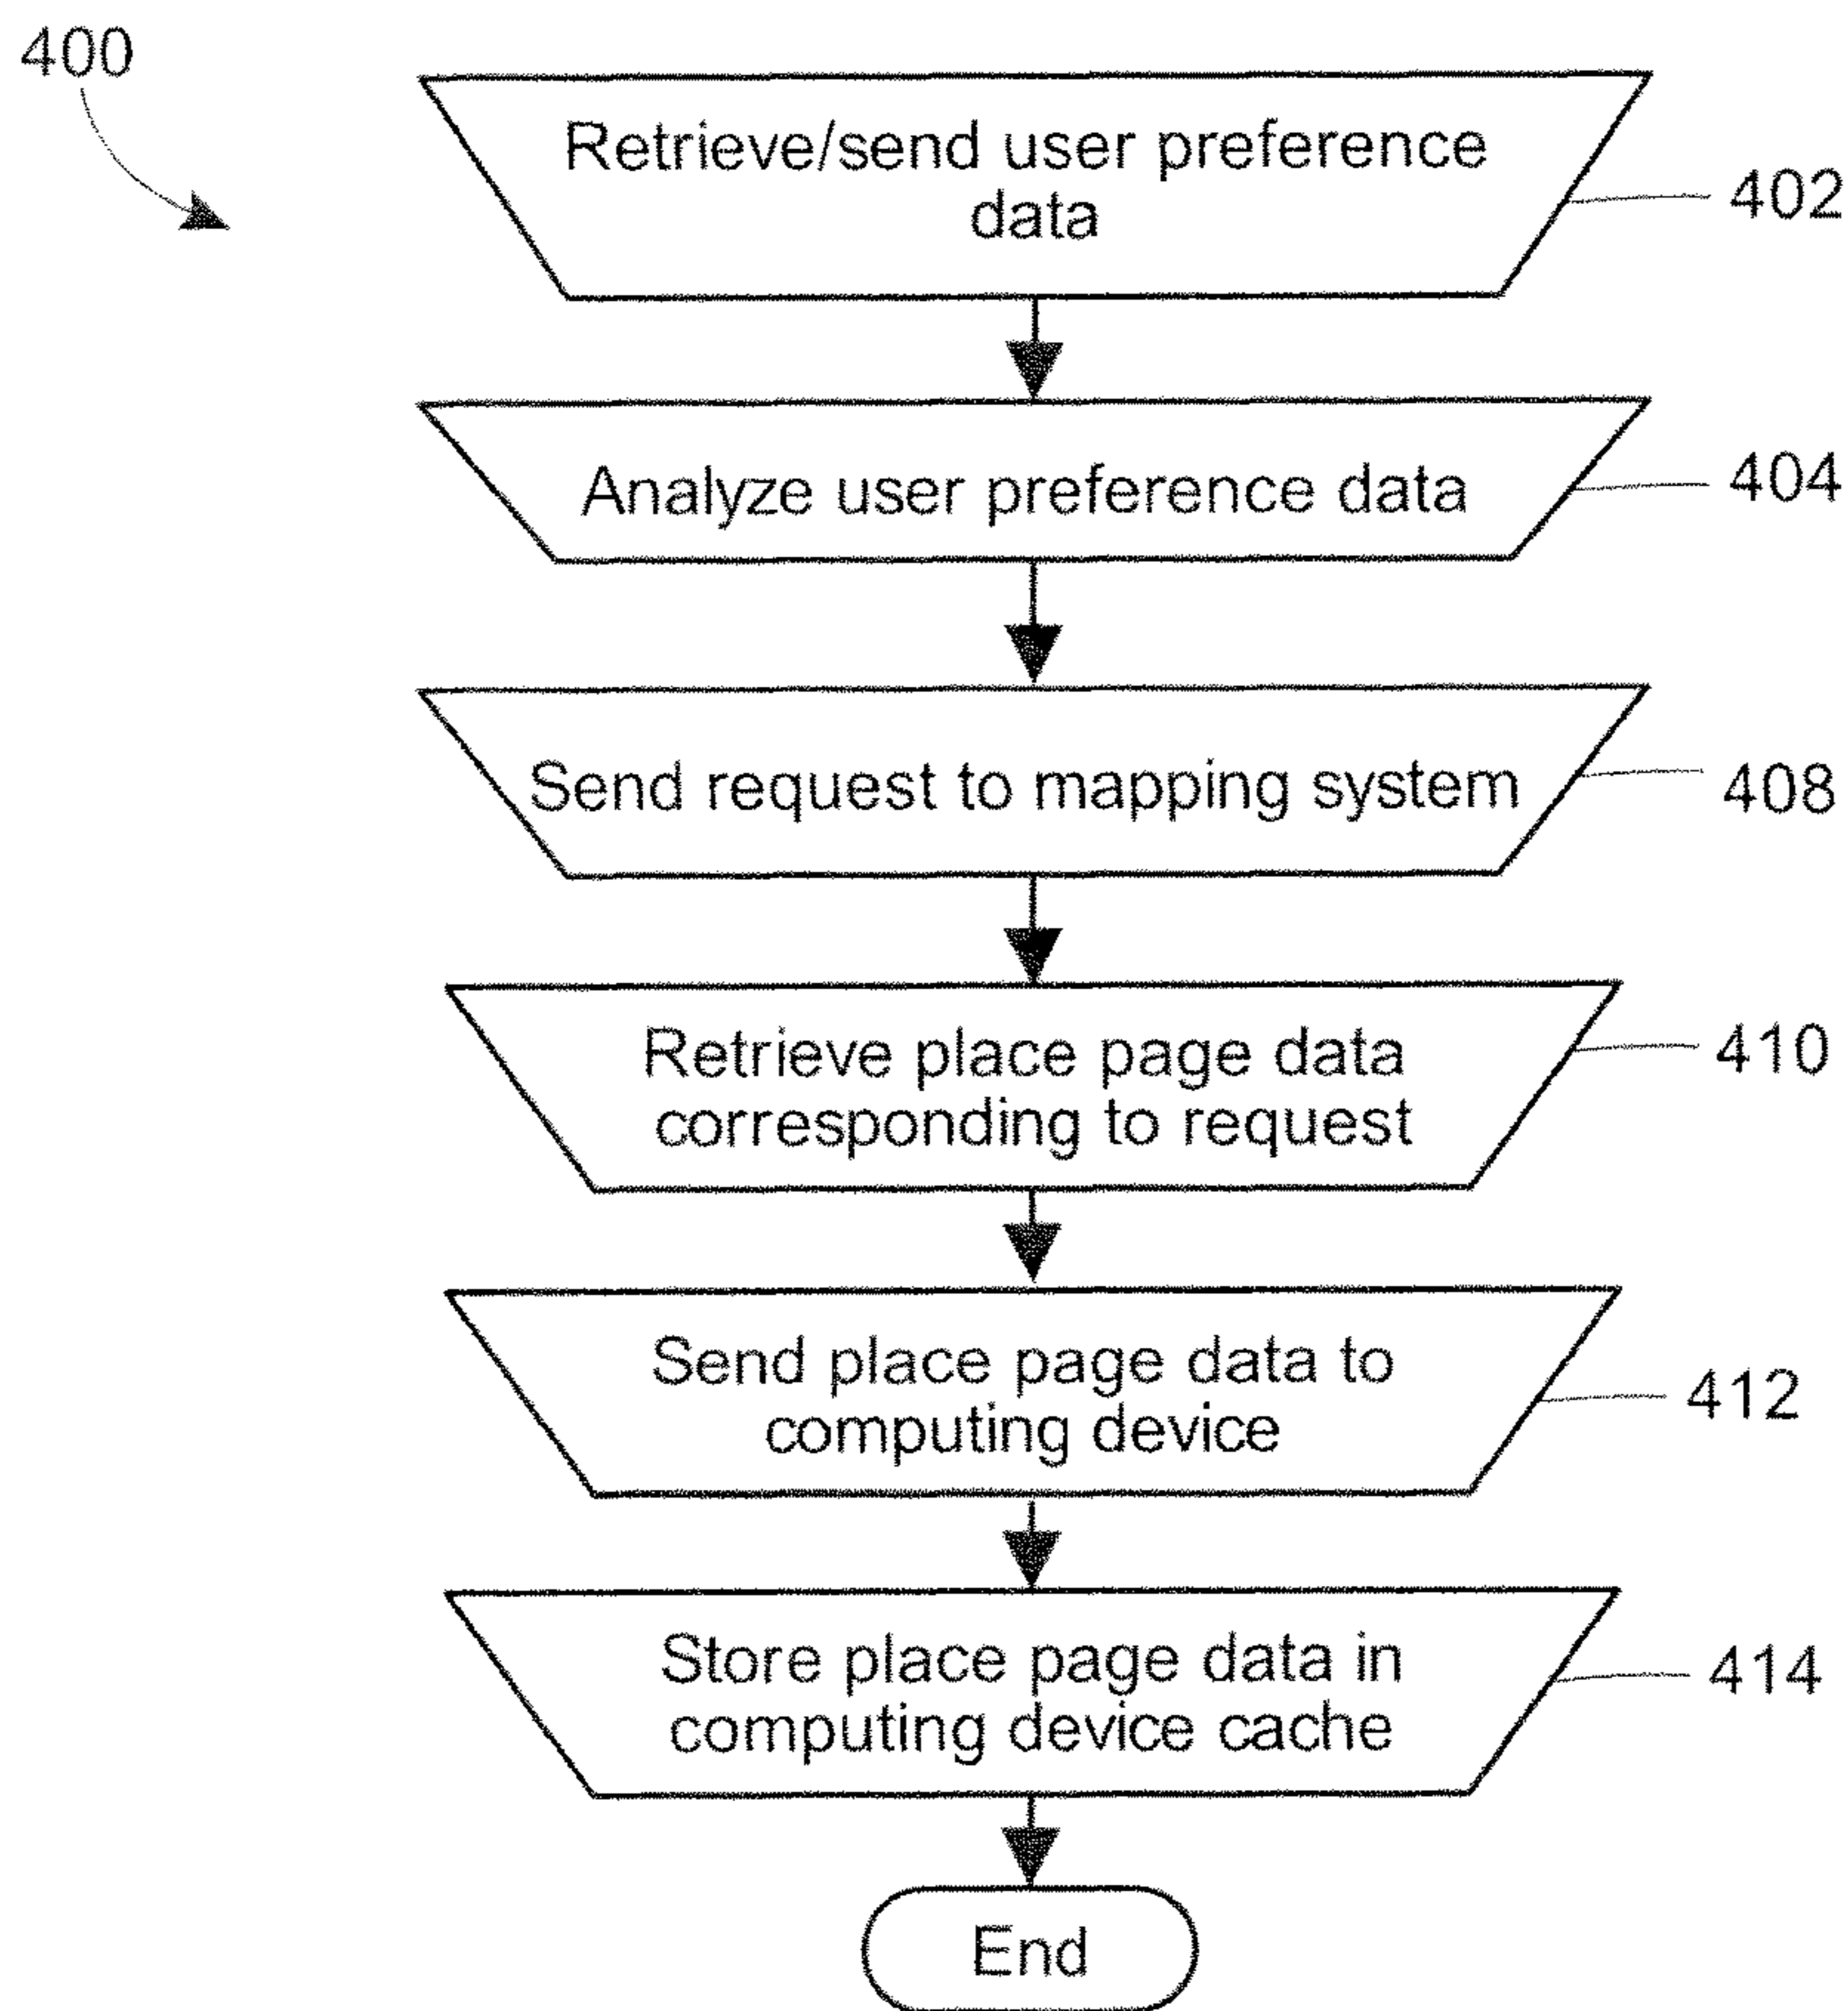 400
Retrieve/send user preference
data
402
Analyze user preference data
404
Send request to mapping system
408
Retrieve place page data
corresponding to request
410
Send place page data to
computing device
412
Store place page data in
computing device cache
414
End